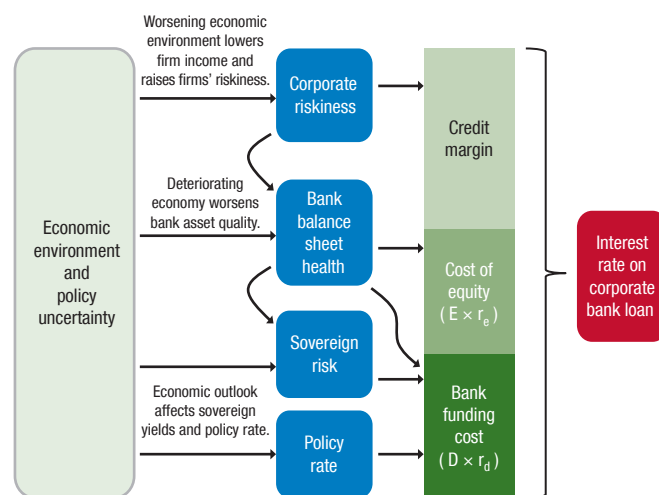 Worsening economic
environment lowers
firm income and
raises firms' riskiness.
Corporate
riskiness
Credit
margin
Deteriorating
economy worsens
bank asset quality.
Bank
balance
sheet
health
Economic
environment
and
policy
uncertainty
Cost of
equity
( E × rₑ )
Interest
rate on
corporate
bank loan
Sovereign
risk
Economic outlook
affects sovereign
yields and policy rate.
Bank
funding
cost
( D × r_d )
Policy
rate